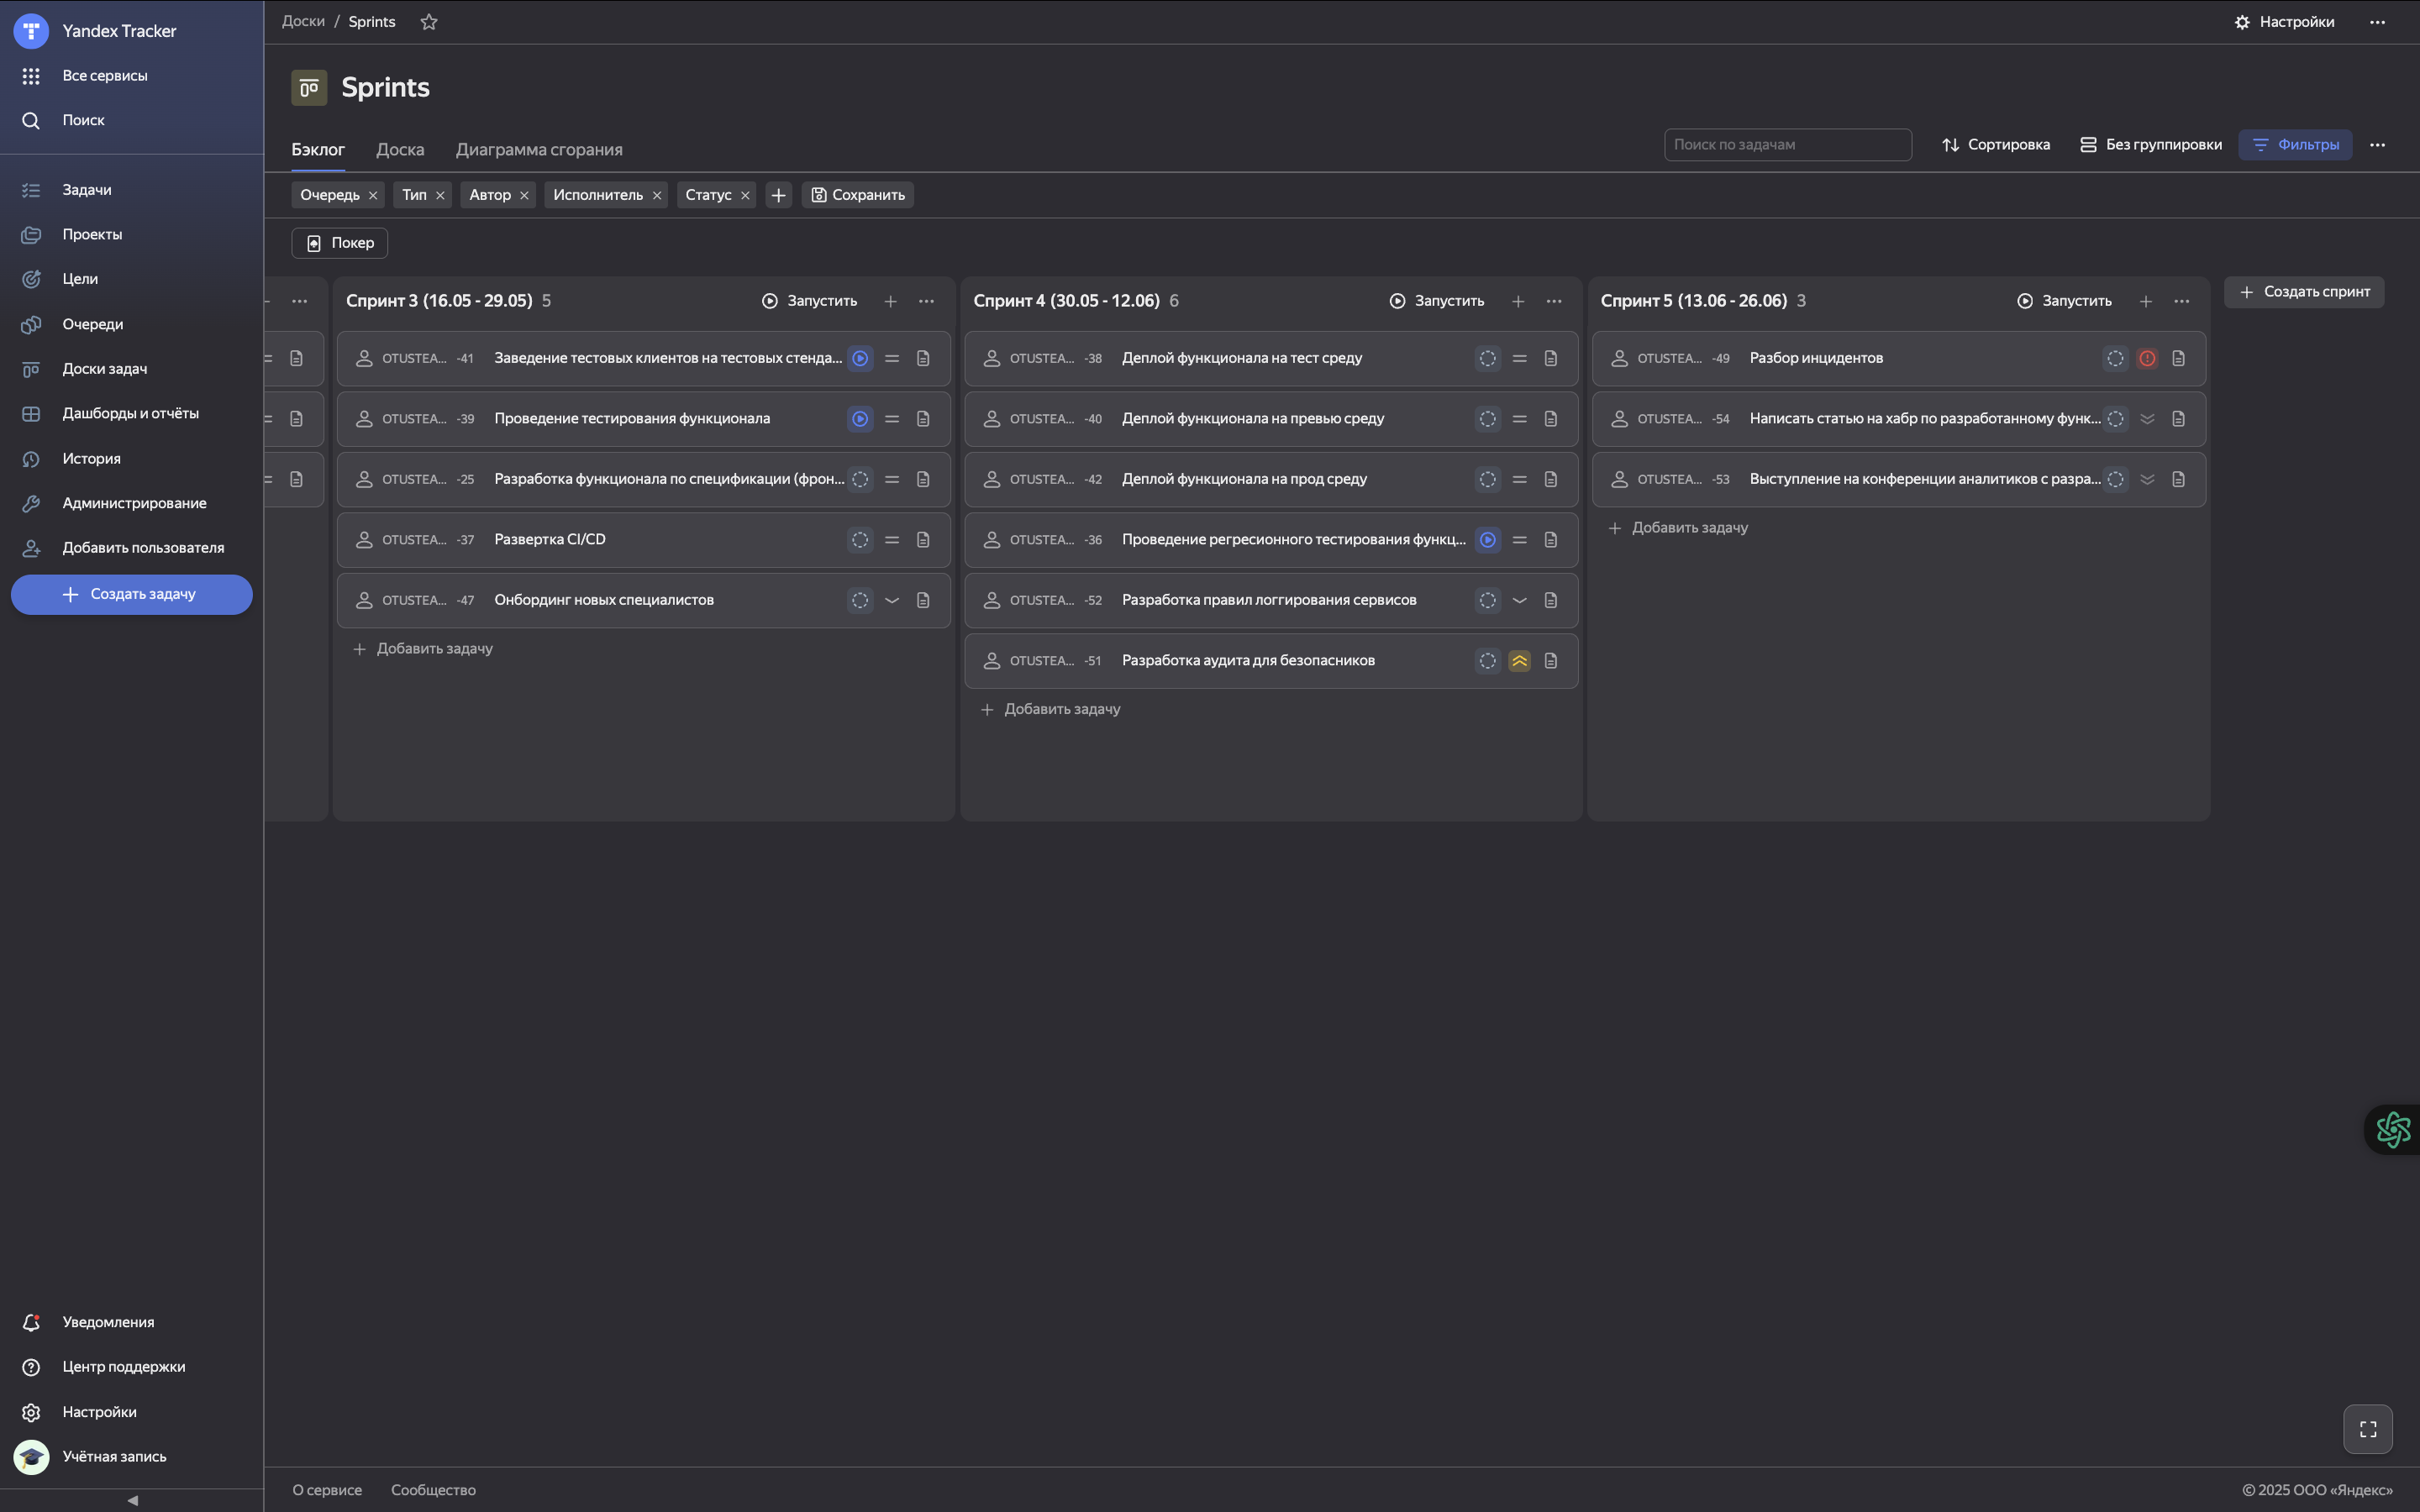 Yandex Tracker
Все сервисы
Поиск
Задачи
Проекты
Цели
Очереди
Доски задач
Дашборды и отчёты
История
Администрирование
Добавить пользователя
Создать задачу
Уведомления
Центр поддержки
Настройки
Учётная запись
Доски / Sprints
Настройки
Sprints
Бэклог Доска Диаграмма сгорания
Поиск по задачам
Сортировка
Без группировки
Фильтры
Очередь Тип Автор Исполнитель Статус Сохранить
Покер
Спринт 3 (16.05 - 29.05) 5 Запустить
OTUSTEA... -41 Заведение тестовых клиентов на тестовых стенда...
OTUSTEA... -39 Проведение тестирования функционала
OTUSTEA... -25 Разработка функционала по спецификации (фрон...
OTUSTEA... -37 Развертка CI/CD
OTUSTEA... -47 Онбординг новых специалистов
Добавить задачу
Спринт 4 (30.05 - 12.06) 6 Запустить
OTUSTEA... -38 Деплой функционала на тест среду
OTUSTEA... -40 Деплой функционала на превью среду
OTUSTEA... -42 Деплой функционала на прод среду
OTUSTEA... -36 Проведение регресионного тестирования функц...
OTUSTEA... -52 Разработка правил логгирования сервисов
OTUSTEA... -51 Разработка аудита для безопасников
Добавить задачу
Спринт 5 (13.06 - 26.06) 3 Запустить
OTUSTEA... -49 Разбор инцидентов
OTUSTEA... -54 Написать статью на хабр по разработанному функ...
OTUSTEA... -53 Выступление на конференции аналитиков с разра...
Добавить задачу
Создать спринт
О сервисе Сообщество
© 2025 ООО «Яндекс»